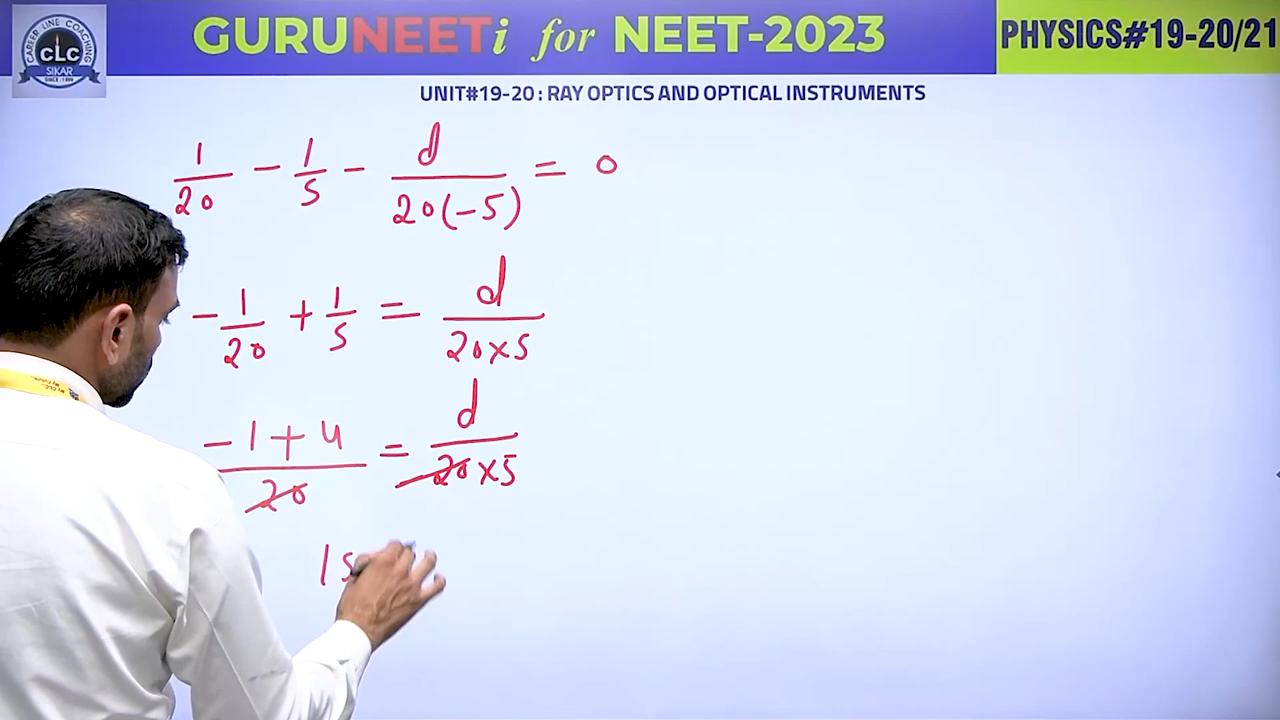 GURUNEETi for NEET-2023
PHYSICS#19-20/21
CAREER LINE COACHING
CLC
SIKAR
SINCE : 1996
UNIT#19-20 : RAY OPTICS AND OPTICAL INSTRUMENTS
1/20 - 1/5 - d/20(-5) = 0
- 1/20 + 1/5 = d/20×5
-1+4/20 = d/20×5
15